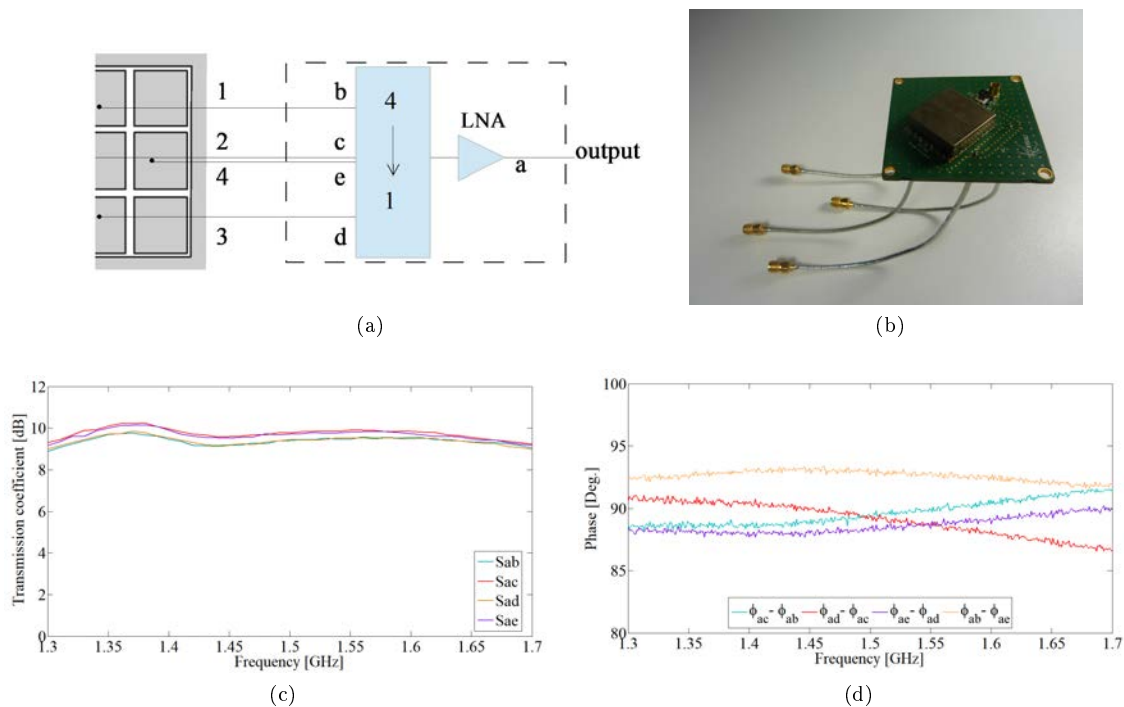 1
b
4
LNA
2
c
a
output
4
e
1
3
d
(a)
(b)
12
10
8
6
4
2
0
Transmission coefficient [dB]
Sab
Sac
Sad
Sae
1.3
1.35
1.4
1.45
1.5
1.55
1.6
1.65
1.7
Frequency [GHz]
(c)
100
95
90
85
80
Phase [Deg.]
ϕac - ϕab
ϕad - ϕac
ϕae - ϕad
ϕab - ϕae
1.3
1.35
1.4
1.45
1.5
1.55
1.6
1.65
1.7
Frequency [GHz]
(d)